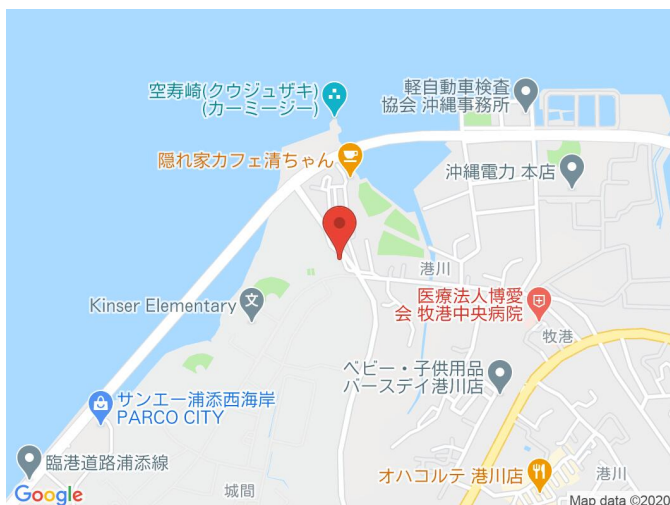 空寿崎(クウジュザキ)
(カーミージー)
軽自動車検査
協会 沖縄事務所
隠れ家カフェ清ちゃん
沖縄電力 本店
港川
Kinser Elementary
文
医療法人博愛
会 牧港中央病院
牧港
ベビー・子供用品
バースデイ港川店
サンエー浦添西海岸
PARCO CITY
臨港道路浦添線
オハコルテ 港川店
港川
城間
Google
Map data ©2020